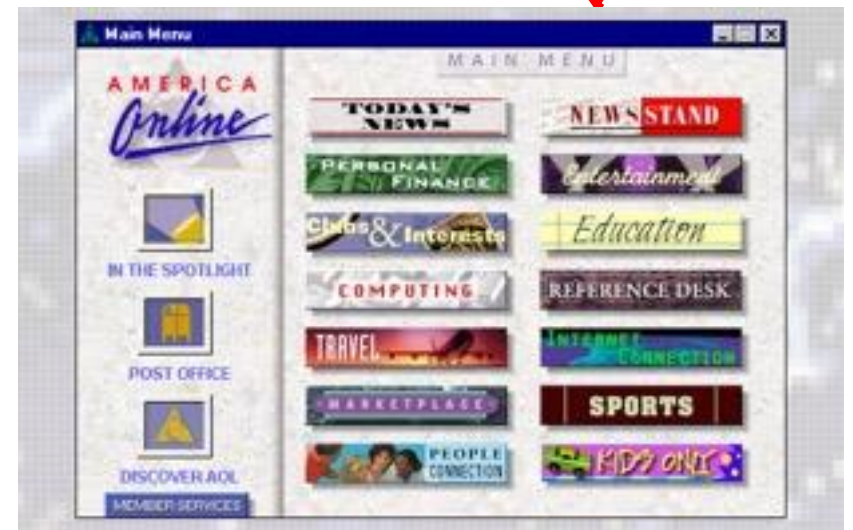 Main Menu
AMERICA
Online
IN THE SPOTLIGHT
POST OFFICE
DISCOVER AOL
MEMBER SERVICES
MAIN MENU
TODAY'S
NEWS
NEWSSTAND
PERSONAL
FINANCE
Entertainment
Clubs & Interests
Education
COMPUTING
REFERENCE DESK
TRAVEL
INTERNET
CONNECTION
MARKETPLACE
SPORTS
PEOPLE
CONNECTION
KIDS ONLY